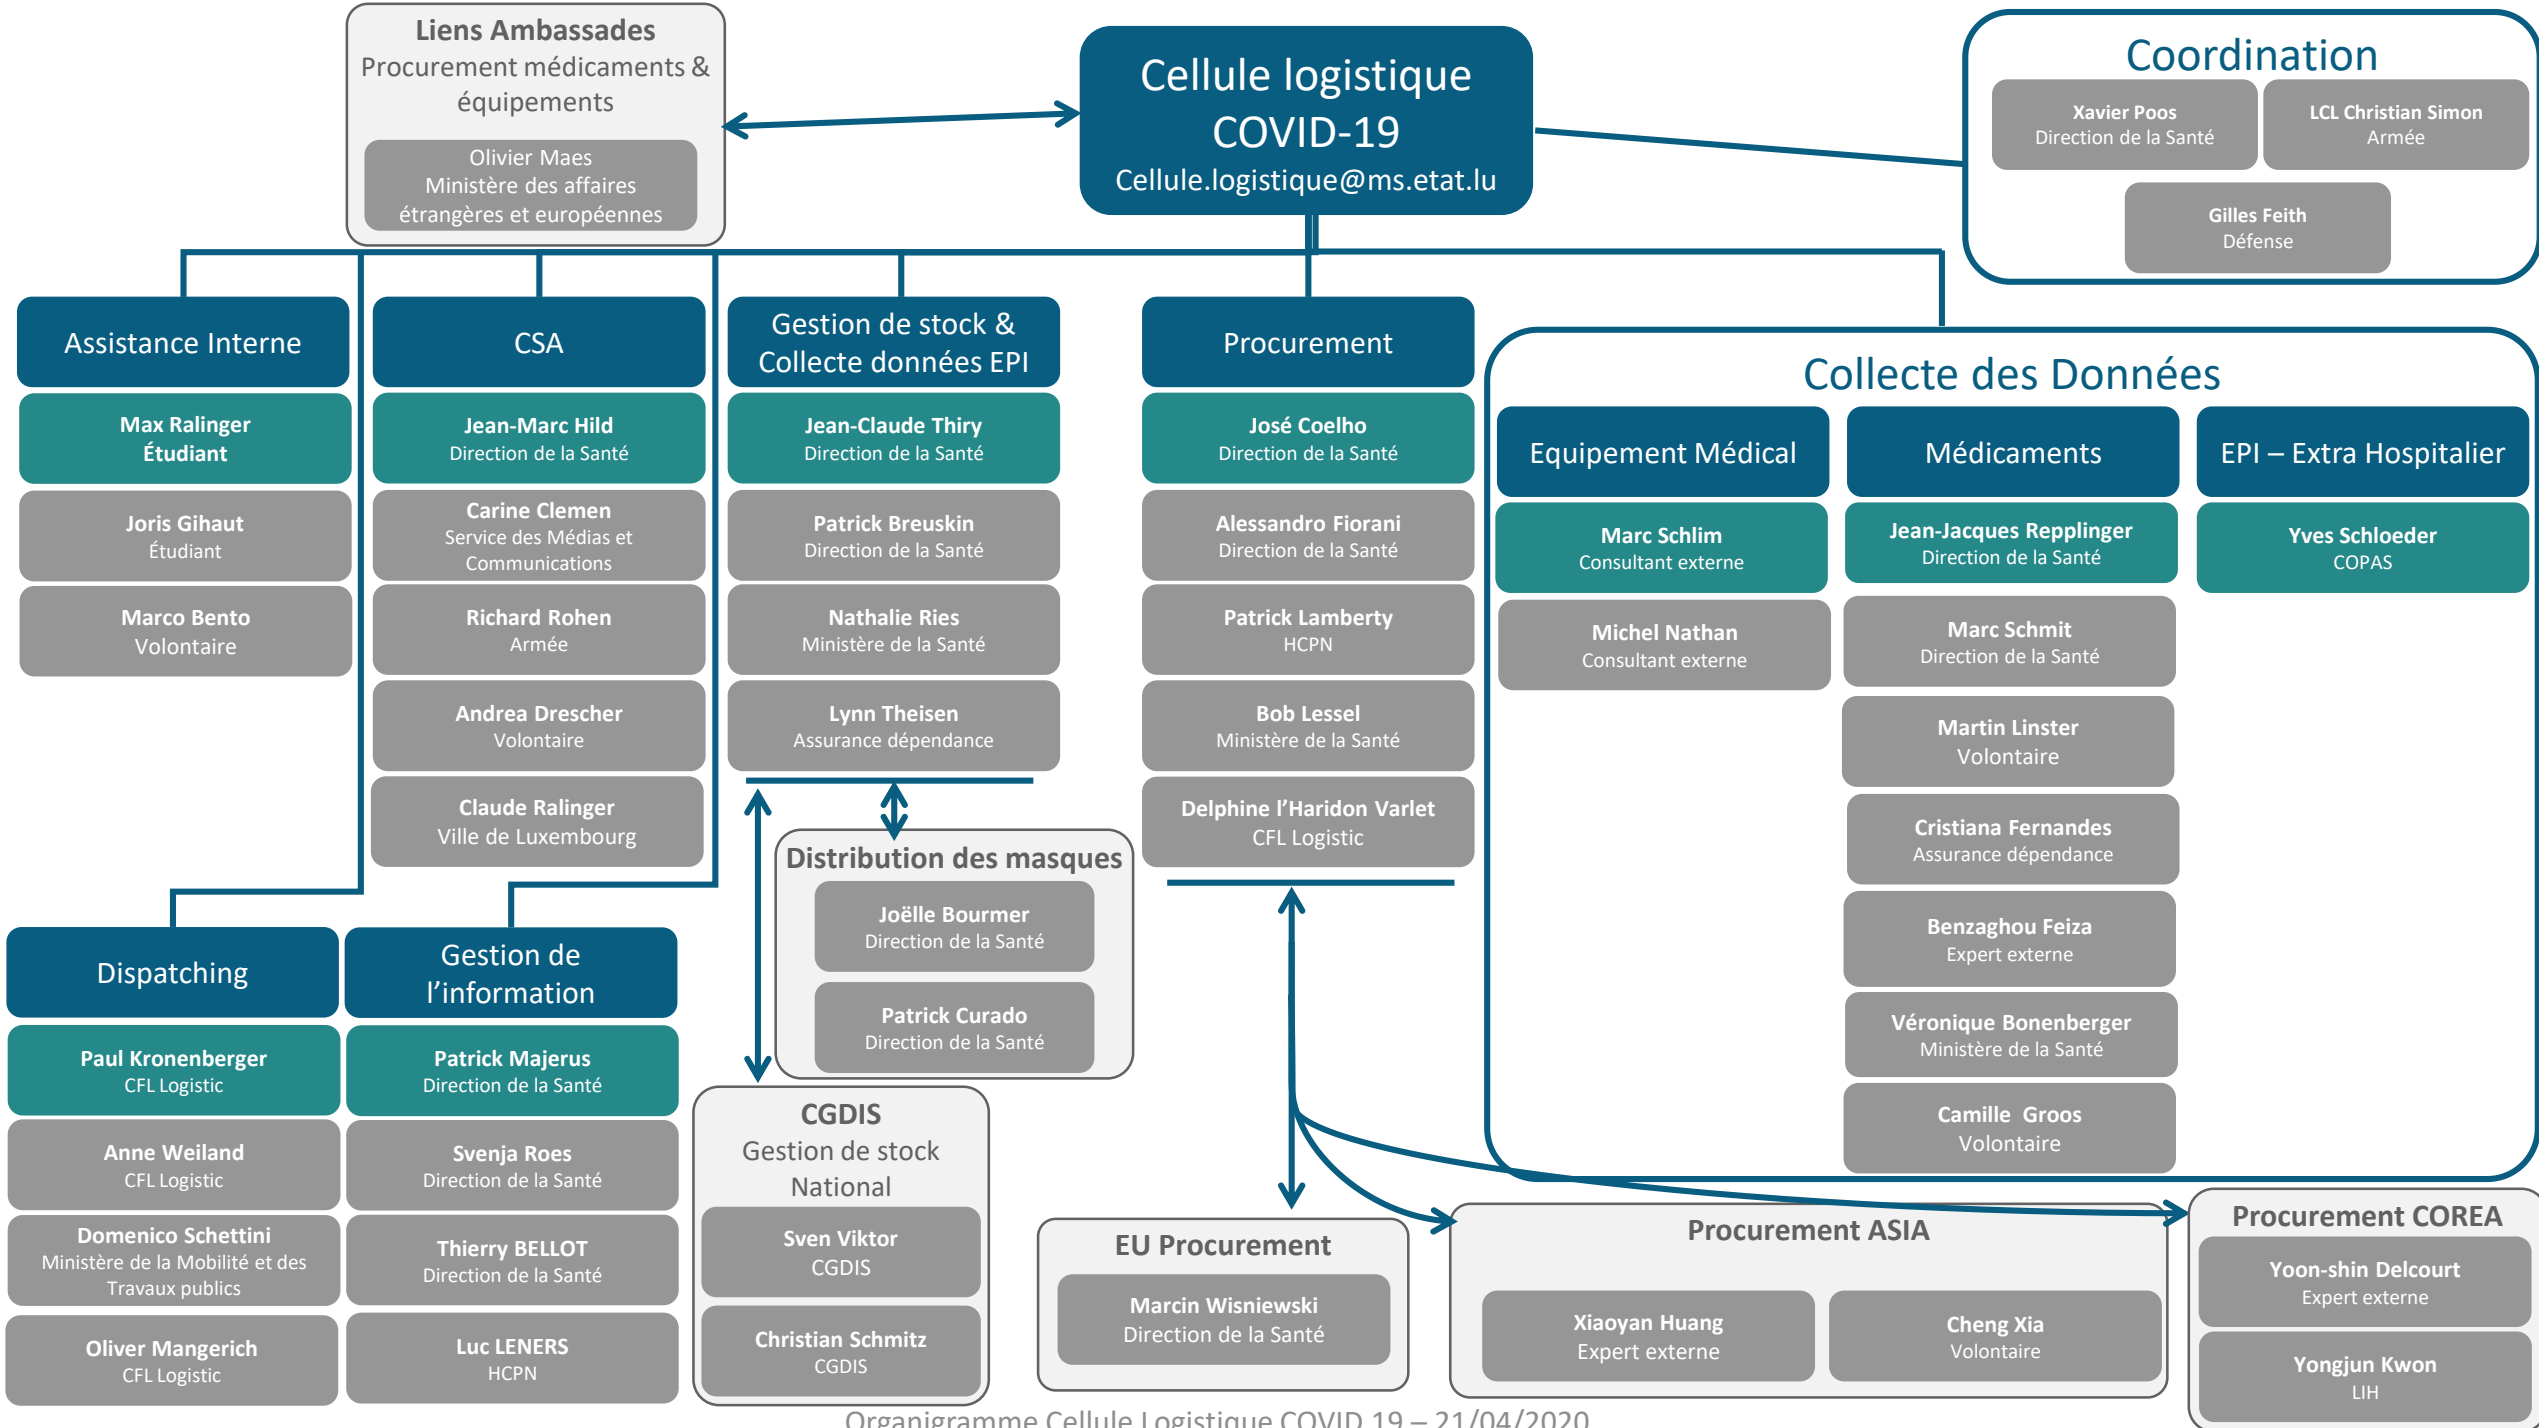 Liens Ambassades
Procurement médicaments &
équipements
Olivier Maes
Ministère des affaires
étrangères et européennes
Cellule logistique
COVID-19
Cellule.logistique@ms.etat.lu
Coordination
Xavier Poos
Direction de la Santé
LCL Christian Simon
Armée
Gilles Feith
Défense
Assistance Interne
Max Ralinger
Étudiant
Joris Gihaut
Étudiant
Marco Bento
Volontaire
CSA
Jean-Marc Hild
Direction de la Santé
Carine Clemen
Service des Médias et
Communications
Richard Rohen
Armée
Andrea Drescher
Volontaire
Claude Ralinger
Ville de Luxembourg
Gestion de stock &
Collecte données EPI
Jean-Claude Thiry
Direction de la Santé
Patrick Breuskin
Direction de la Santé
Nathalie Ries
Ministère de la Santé
Lynn Theisen
Assurance dépendance
Procurement
José Coelho
Direction de la Santé
Alessandro Fiorani
Direction de la Santé
Patrick Lamberty
HCPN
Bob Lessel
Ministère de la Santé
Delphine l’Haridon Varlet
CFL Logistic
Collecte des Données
Equipement Médical
Marc Schlim
Consultant externe
Michel Nathan
Consultant externe
Médicaments
Jean-Jacques Repplinger
Direction de la Santé
Marc Schmit
Direction de la Santé
Martin Linster
Volontaire
Cristiana Fernandes
Assurance dépendance
Benzaghou Feiza
Expert externe
Véronique Bonenberger
Ministère de la Santé
Camille Groos
Volontaire
EPI – Extra Hospitalier
Yves Schloeder
COPAS
Distribution des masques
Joëlle Bourmer
Direction de la Santé
Patrick Curado
Direction de la Santé
Dispatching
Paul Kronenberger
CFL Logistic
Anne Weiland
CFL Logistic
Domenico Schettini
Ministère de la Mobilité et des
Travaux publics
Oliver Mangerich
CFL Logistic
Gestion de
l’information
Patrick Majerus
Direction de la Santé
Svenja Roes
Direction de la Santé
Thierry BELLOT
Direction de la Santé
Luc LENERS
HCPN
CGDIS
Gestion de stock
National
Sven Viktor
CGDIS
Christian Schmitz
CGDIS
EU Procurement
Marcin Wisniewski
Direction de la Santé
Procurement ASIA
Xiaoyan Huang
Expert externe
Cheng Xia
Volontaire
Procurement COREA
Yoon-shin Delcourt
Expert externe
Yongjun Kwon
LIH
Organigramme Cellule Logistique COVID 19 – 21/04/2020